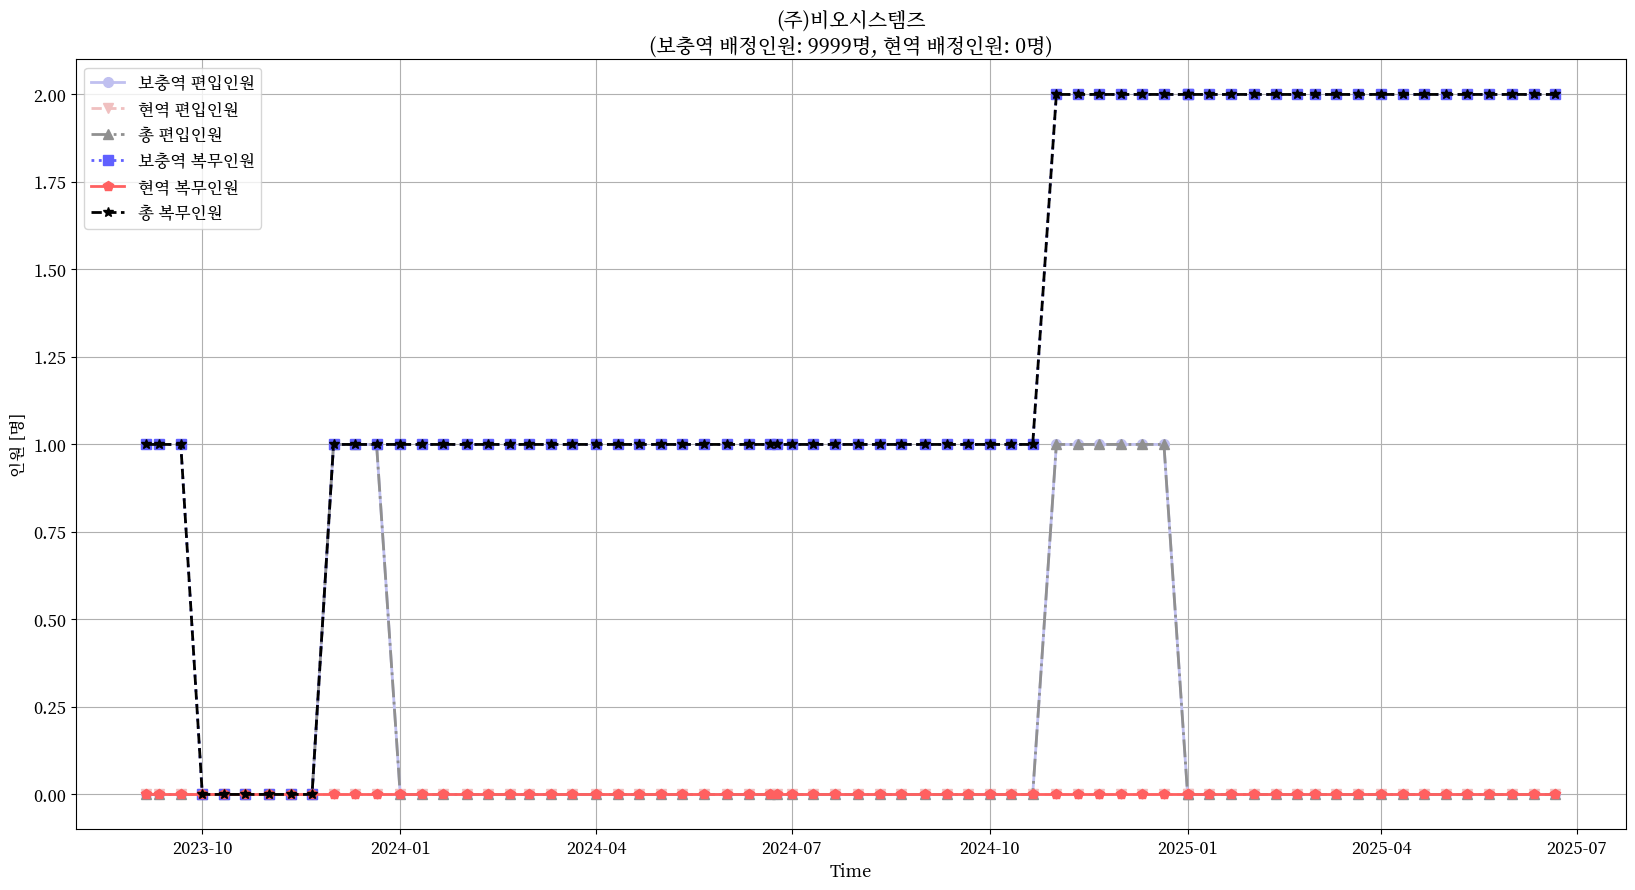 (주)비오시스템즈
(보충역 배정인원: 9999명, 현역 배정인원: 0명)
보충역 편입인원
현역 편입인원
총 편입인원
보충역 복무인원
현역 복무인원
총 복무인원
인원 [명]
2.00
1.75
1.50
1.25
1.00
0.75
0.50
0.25
0.00
2023-10
2024-01
2024-04
2024-07
2024-10
2025-01
2025-04
2025-07
Time